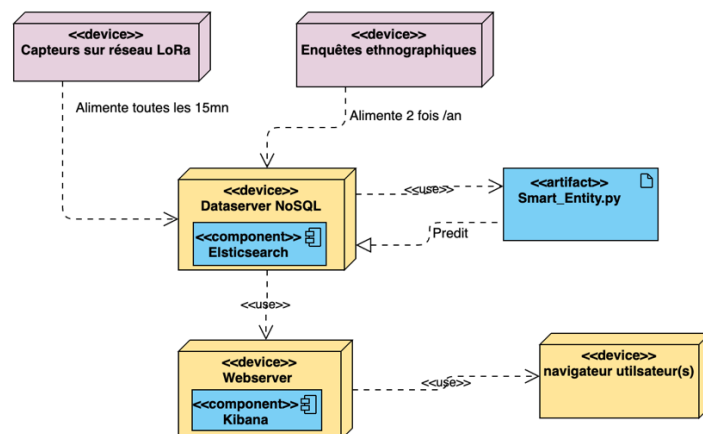 <<device>>
Capteurs sur réseau LoRa
<<device>>
Enquêtes ethnographiques
Alimente toutes les 15mn
Alimente 2 fois /an
<<device>>
Dataserver NoSQL
<<component>>
Elsticsearch
<<use>>
<<artifact>>
Smart_Entity.py
Predit
<<use>>
<<device>>
Webserver
<<component>>
Kibana
<<use>>
<<device>>
navigateur utilsateur(s)